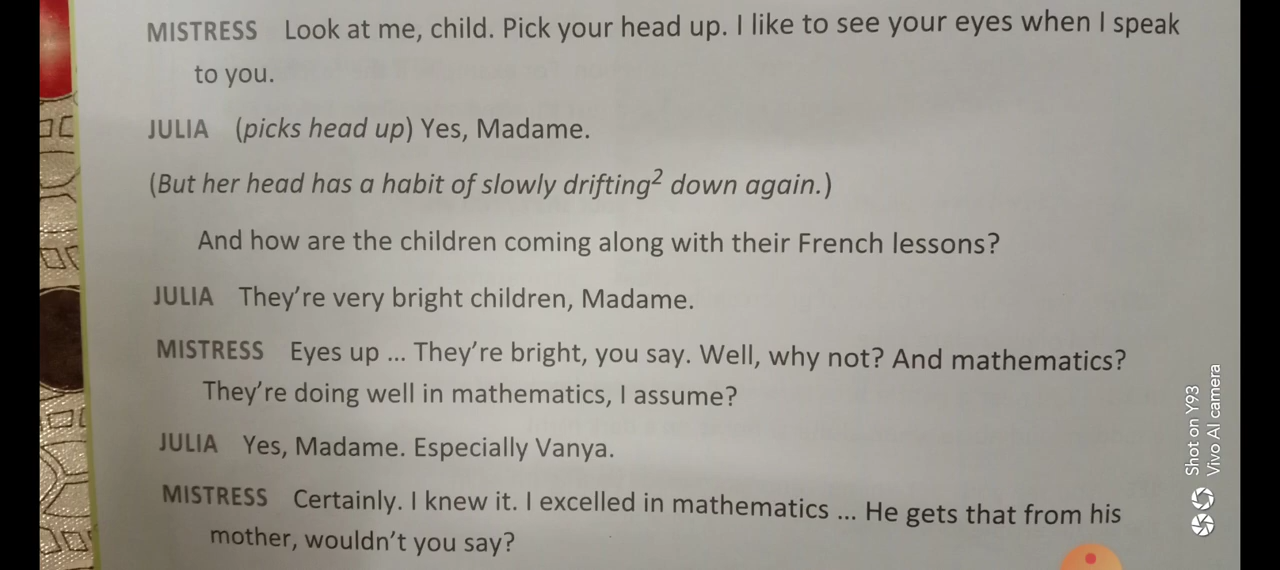 MISTRESS Look at me, child. Pick your head up. I like to see your eyes when I speak
to you.
JULIA (picks head up) Yes, Madame.
(But her head has a habit of slowly drifting² down again.)
And how are the children coming along with their French lessons?
JULIA They're very bright children, Madame.
MISTRESS Eyes up ... They're bright, you say. Well, why not? And mathematics?
They're doing well in mathematics, I assume?
JULIA Yes, Madame. Especially Vanya.
MISTRESS Certainly. I knew it. I excelled in mathematics ... He gets that from his
mother, wouldn't you say?
Shot on Y93
Vivo AI camera